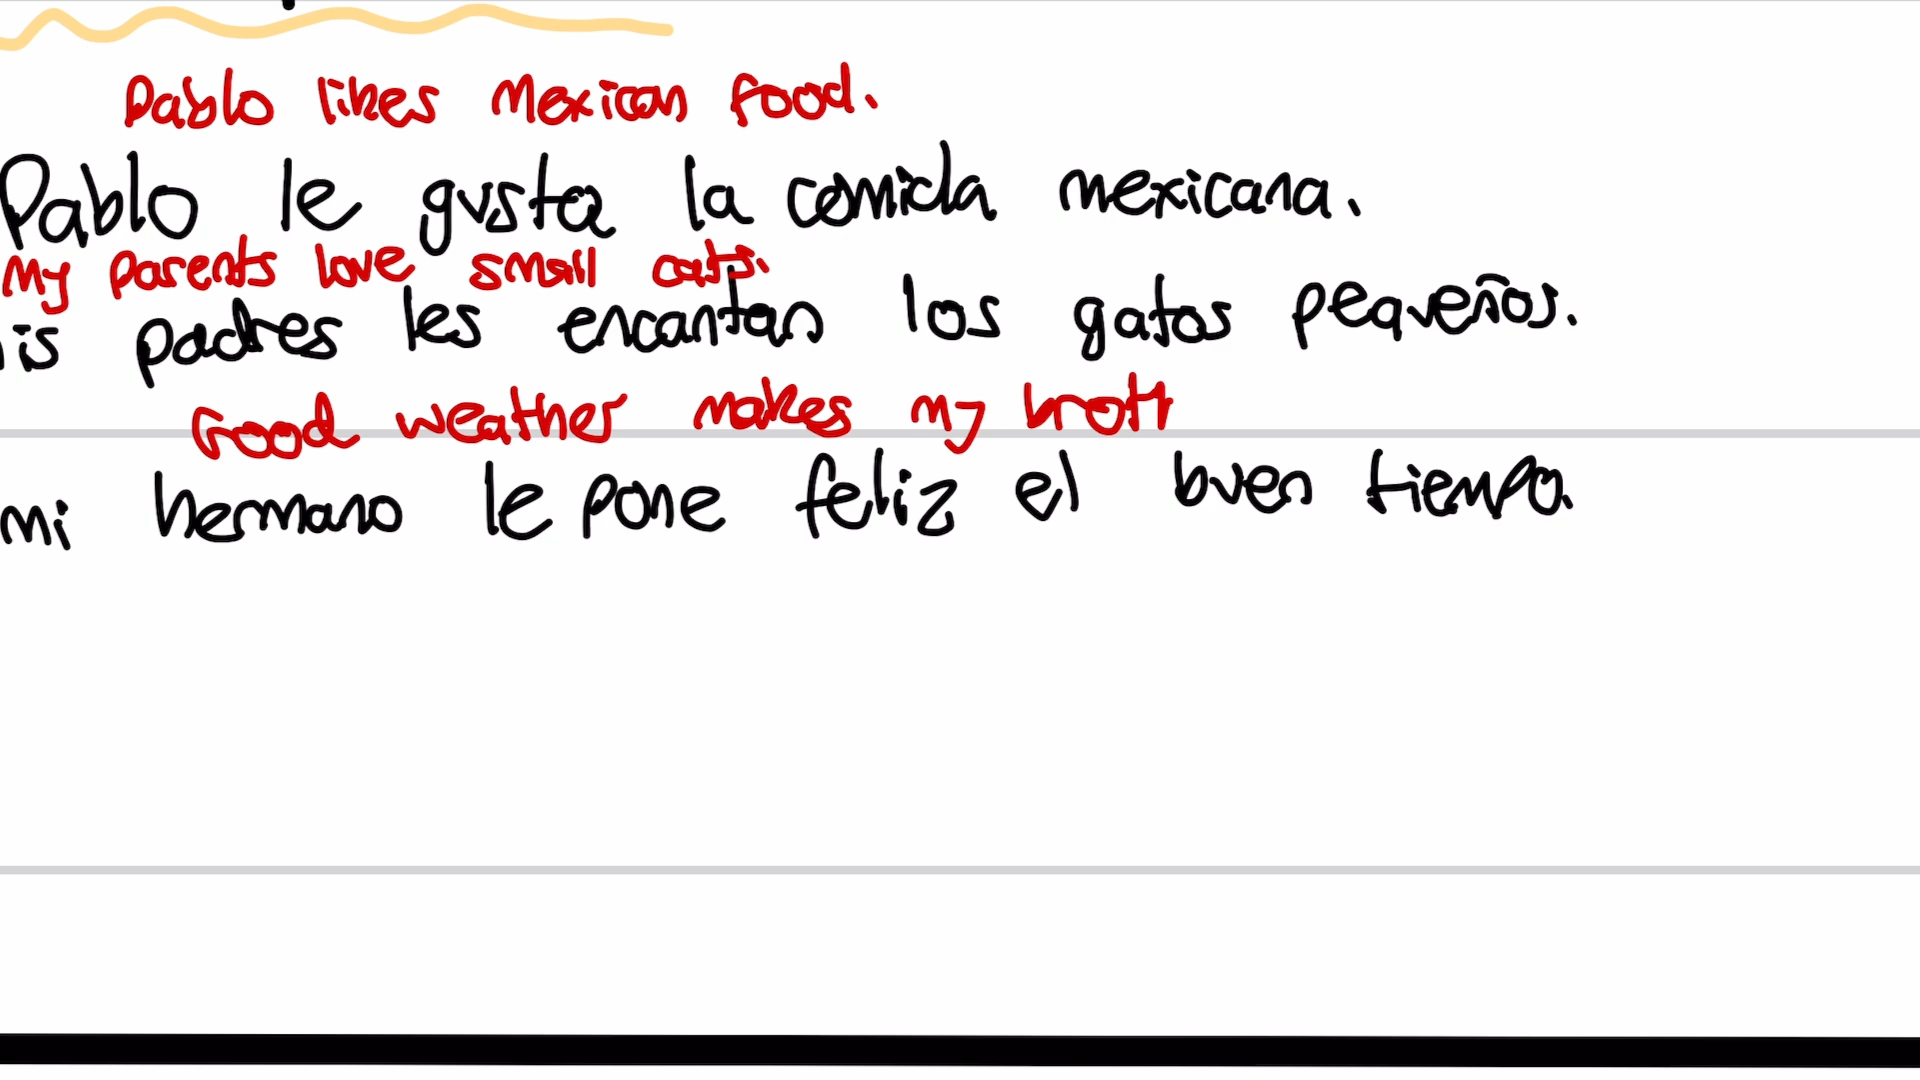 Pablo likes Mexican food.
Pablo le gusta la comida mexicana.
My parents love small cats.
is padres les encantan los gatos pequeños.
Good weather makes my broth
mi hermano le pone feliz el buen tiempo.